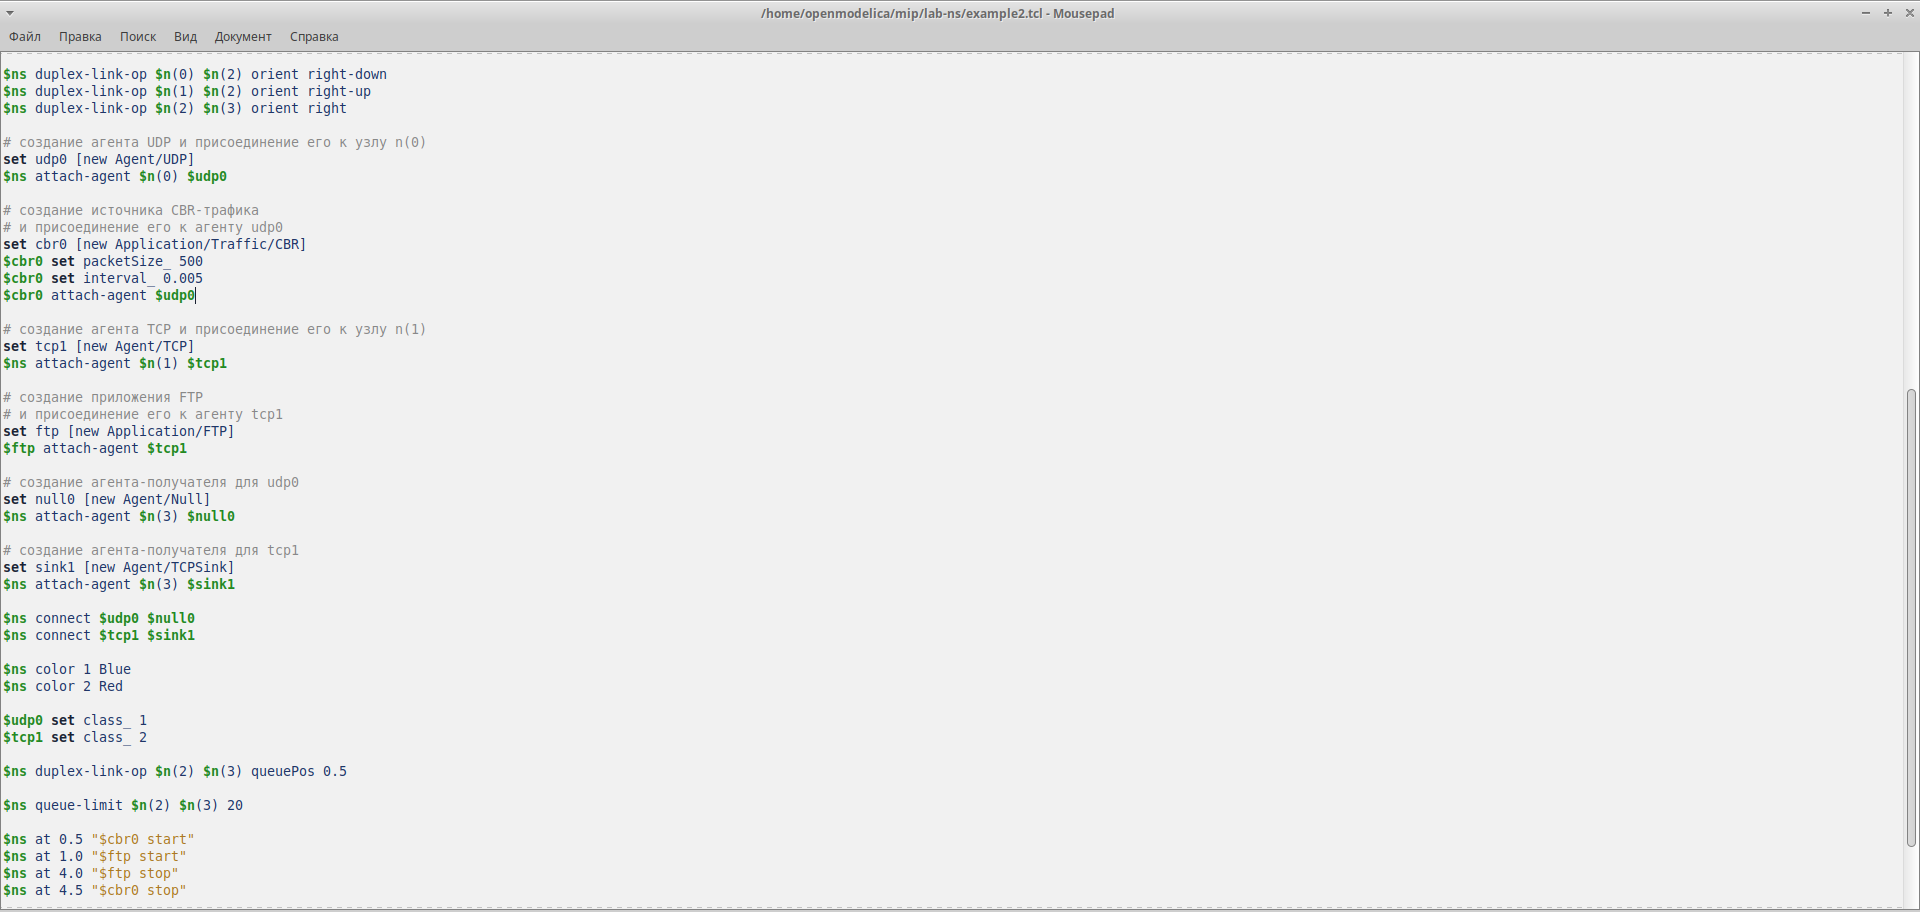 /home/openmodelica/mip/lab-ns/example2.tcl - Mousepad
Файл Правка Поиск Вид Документ Справка
$ns duplex-link-op $n(0) $n(2) orient right-down
$ns duplex-link-op $n(1) $n(2) orient right-up
$ns duplex-link-op $n(2) $n(3) orient right
# создание агента UDP и присоединение его к узлу n(0)
set udp0 [new Agent/UDP]
$ns attach-agent $n(0) $udp0
# создание источника CBR-трафика
# и присоединение его к агенту udp0
set cbr0 [new Application/Traffic/CBR]
$cbr0 set packetSize_ 500
$cbr0 set interval_ 0.005
$cbr0 attach-agent $udp0
# создание агента TCP и присоединение его к узлу n(1)
set tcp1 [new Agent/TCP]
$ns attach-agent $n(1) $tcp1
# создание приложения FTP
# и присоединение его к агенту tcp1
set ftp [new Application/FTP]
$ftp attach-agent $tcp1
# создание агента-получателя для udp0
set null0 [new Agent/Null]
$ns attach-agent $n(3) $null0
# создание агента-получателя для tcp1
set sink1 [new Agent/TCPSink]
$ns attach-agent $n(3) $sink1
$ns connect $udp0 $null0
$ns connect $tcp1 $sink1
$ns color 1 Blue
$ns color 2 Red
$udp0 set class_ 1
$tcp1 set class_ 2
$ns duplex-link-op $n(2) $n(3) queuePos 0.5
$ns queue-limit $n(2) $n(3) 20
$ns at 0.5 "$cbr0 start"
$ns at 1.0 "$ftp start"
$ns at 4.0 "$ftp stop"
$ns at 4.5 "$cbr0 stop"